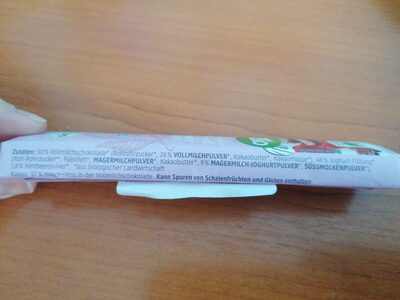 Zutaten: 50 % Vollmilchschokolade* (Rohrohrzucker*, 26 % VOLLMILCHPULVER*, Kakaobutter*, Kakaomasse*), 48 % Joghurt-Füllung*
(Roh-Rohrzucker*, Palmfett*, MAGERMILCHPULVER*, Kakaobutter*, 9 % MAGERMILCH-JOGHURTPULVER*, SÜSSMOLKENPULVER*),
1,8 % Himbeerpulver*. *aus biologischer Landwirtschaft
Kakao: 32 % mindestens in der Vollmilchschokolade. Kann Spuren von Schalenfrüchten und Gluten enthalten.